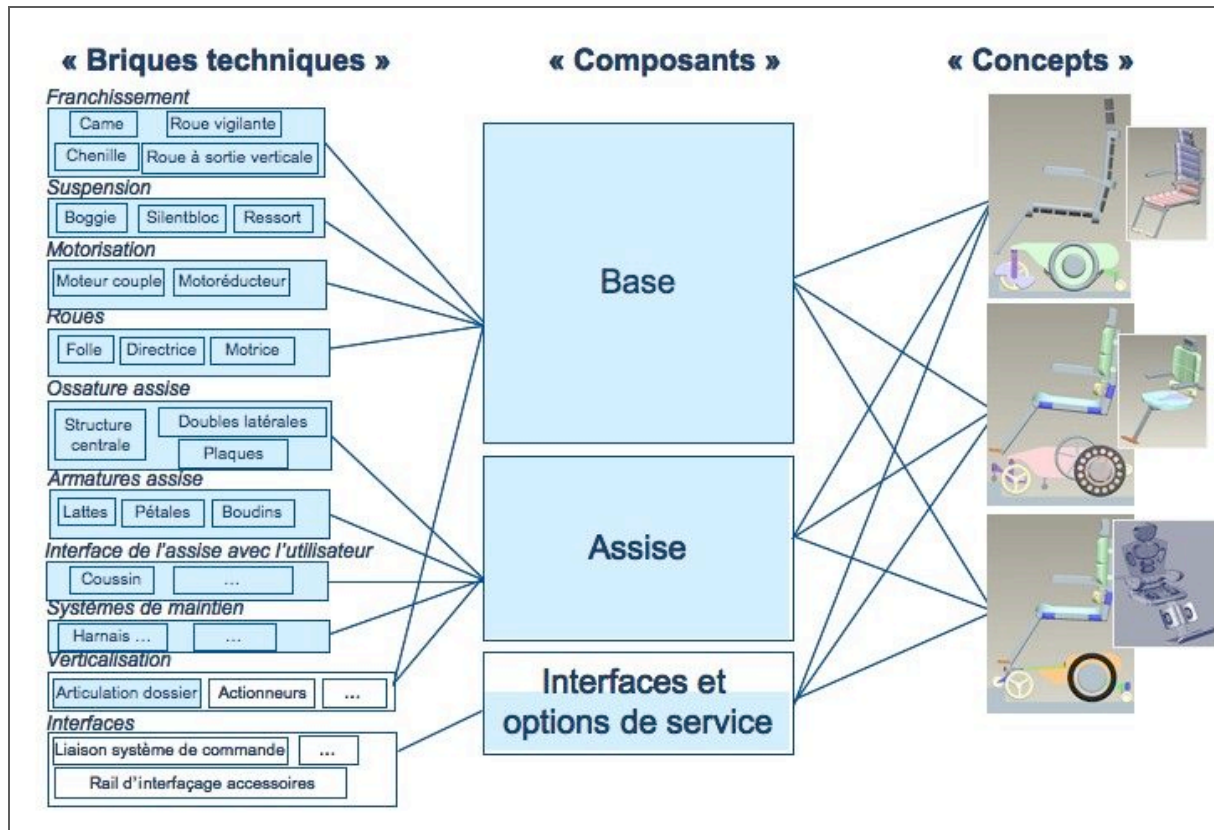 « Briques techniques »
« Composants »
« Concepts »
Franchissement
Came
Roue vigilante
Chenille
Roue à sortie verticale
Suspension
Boggie
Silentbloc
Ressort
Motorisation
Moteur couple
Motoréducteur
Roues
Folle
Directrice
Motrice
Ossature assise
Structure
centrale
Doubles latérales
Plaques
Armatures assise
Lattes
Pétales
Boudins
Interface de l'assise avec l'utilisateur
Coussin
...
Systèmes de maintien
Harnais ...
...
Verticalisation
Articulation dossier
Actionneurs
...
Interfaces
Liaison système de commande
...
Rail d'interfaçage accessoires
Base
Assise
Interfaces et
options de service